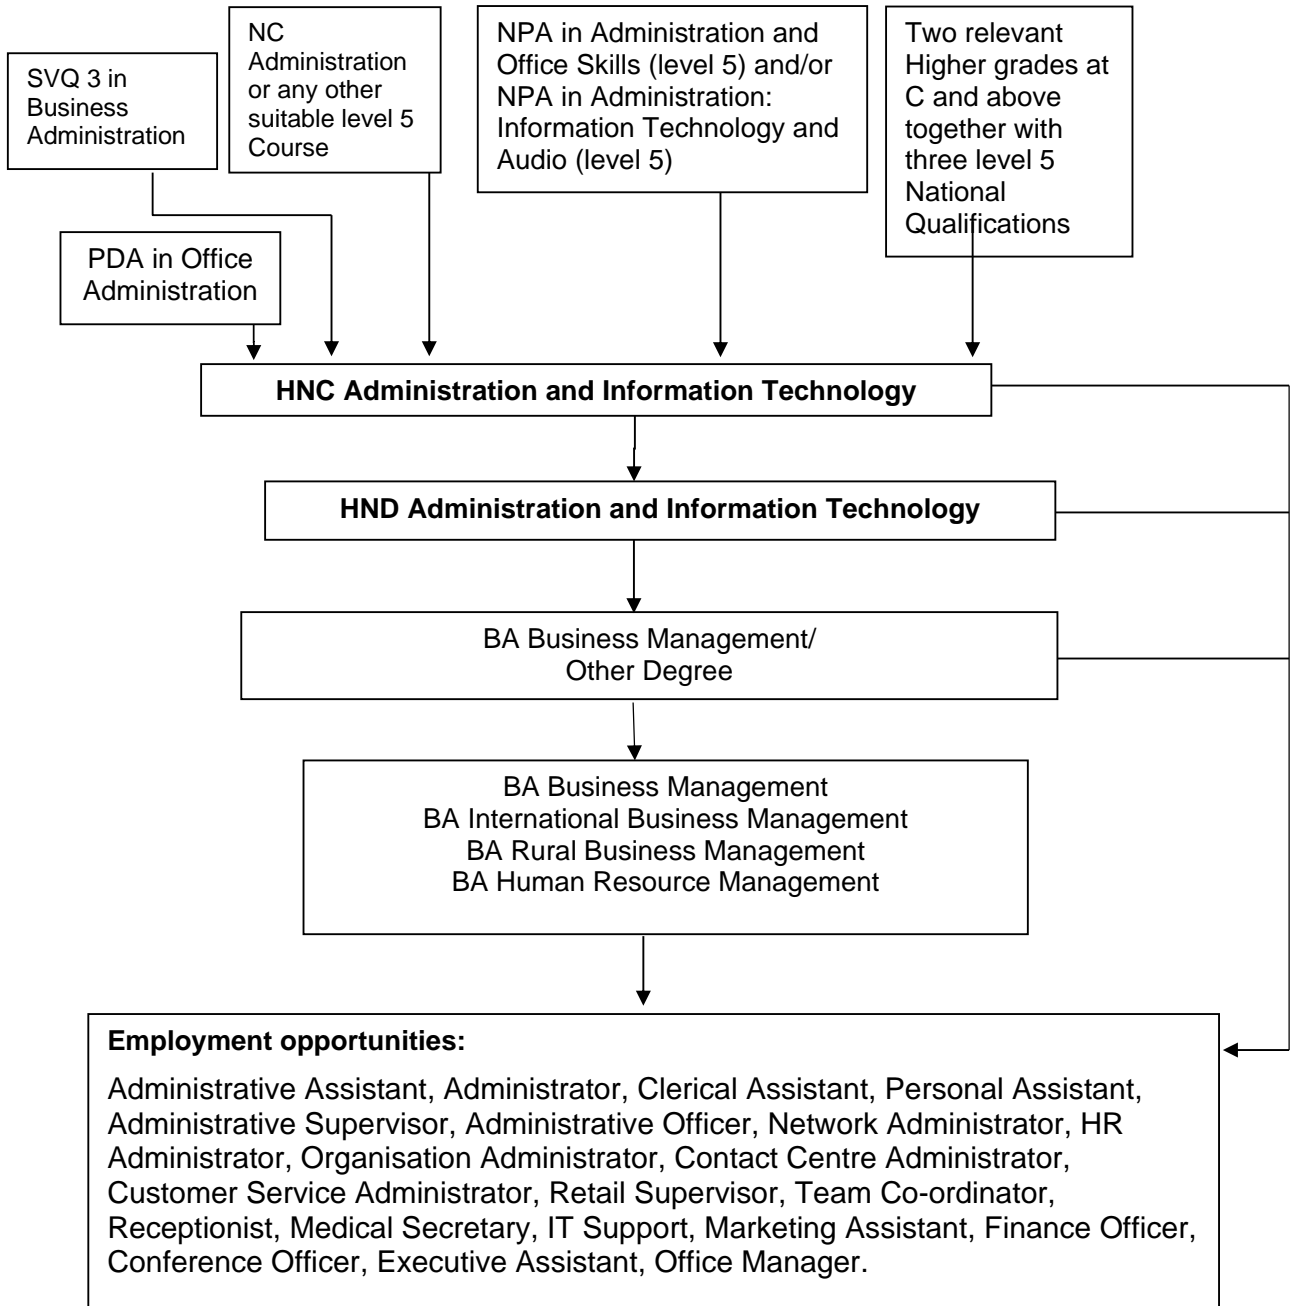 SVQ 3 in
Business
Administration
NC
Administration
or any other
suitable level 5
Course
NPA in Administration and
Office Skills (level 5) and/or
NPA in Administration:
Information Technology and
Audio (level 5)
Two relevant
Higher grades at
C and above
together with
three level 5
National
Qualifications
PDA in Office
Administration
HNC Administration and Information Technology
HND Administration and Information Technology
BA Business Management/
Other Degree
BA Business Management
BA International Business Management
BA Rural Business Management
BA Human Resource Management
Employment opportunities:
Administrative Assistant, Administrator, Clerical Assistant, Personal Assistant,
Administrative Supervisor, Administrative Officer, Network Administrator, HR
Administrator, Organisation Administrator, Contact Centre Administrator,
Customer Service Administrator, Retail Supervisor, Team Co-ordinator,
Receptionist, Medical Secretary, IT Support, Marketing Assistant, Finance Officer,
Conference Officer, Executive Assistant, Office Manager.